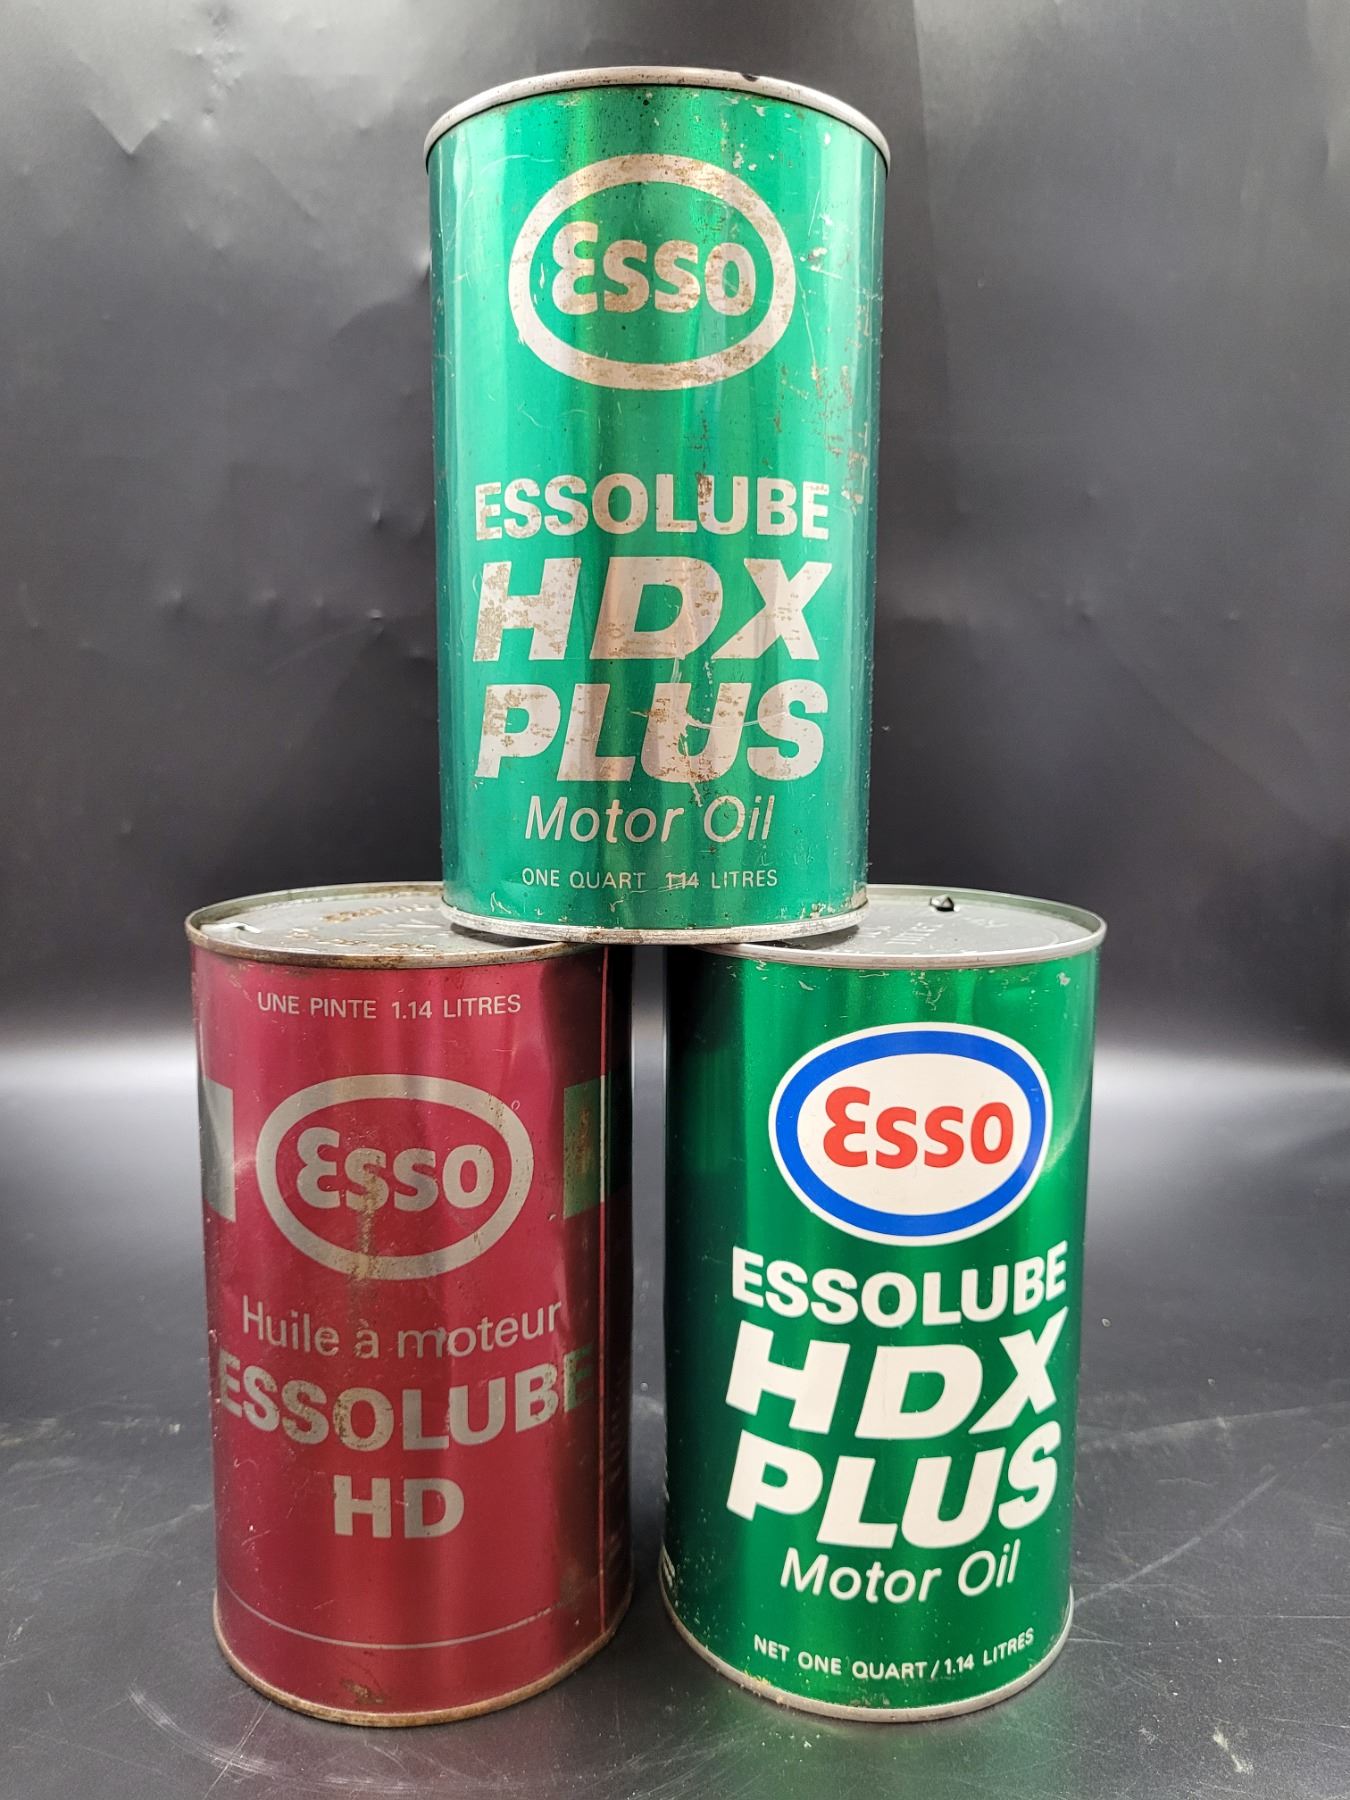 Esso
ESSOLUBE
HDX
PLUS
Motor Oil
ONE QUART 1.14 LITRES
UNE PINTE 1.14 LITRES
Esso
Huile à moteur
ESSOLUBE
HD
Esso
ESSOLUBE
HDX
PLUS
Motor Oil
NET ONE QUART / 1.14 LITRES